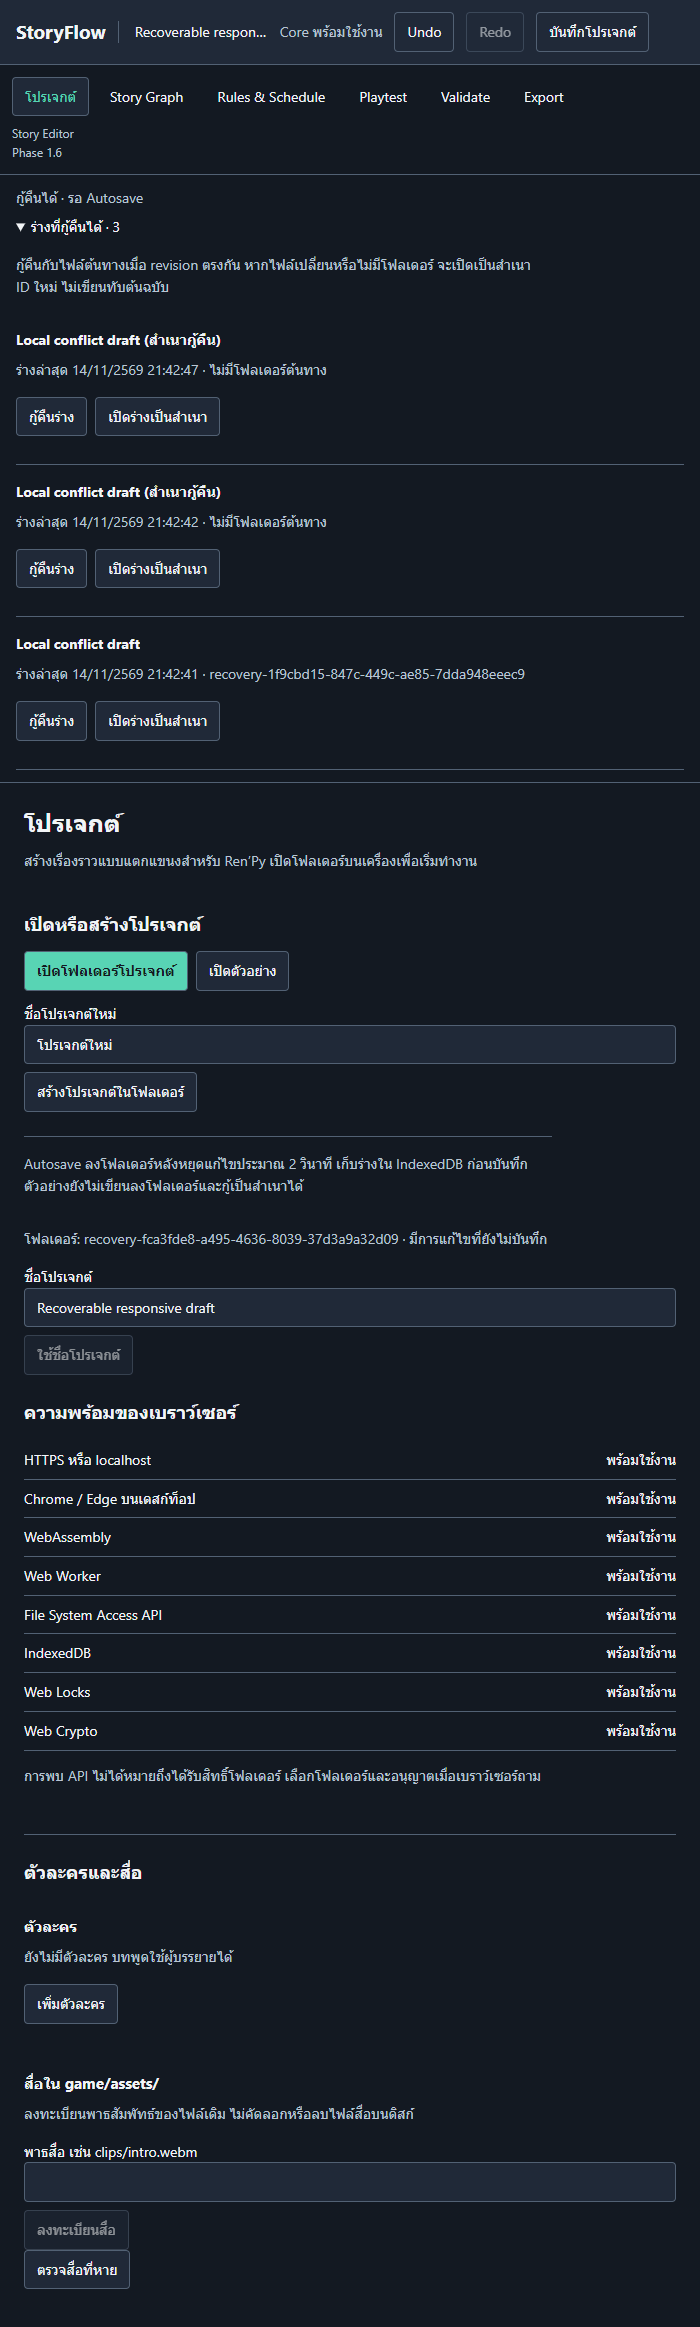 StoryFlow
Recoverable respon...
Core พร้อมใช้งาน
Undo
Redo
บันทึกโปรเจกต์
โปรเจกต์
Story Graph
Rules & Schedule
Playtest
Validate
Export
Story Editor
Phase 1.6
กู้คืนได้ · รอ Autosave
▼ ร่างที่กู้คืนได้ · 3
กู้คืนกับไฟล์ต้นทางเมื่อ revision ตรงกัน หากไฟล์เปลี่ยนหรือไม่มีโฟลเดอร์ จะเปิดเป็นสำเนา
ID ใหม่ ไม่เขียนทับต้นฉบับ
Local conflict draft (สำเนากู้คืน)
ร่างล่าสุด 14/11/2569 21:42:47 · ไม่มีโฟลเดอร์ต้นทาง
กู้คืนร่าง
เปิดร่างเป็นสำเนา
Local conflict draft (สำเนากู้คืน)
ร่างล่าสุด 14/11/2569 21:42:42 · ไม่มีโฟลเดอร์ต้นทาง
กู้คืนร่าง
เปิดร่างเป็นสำเนา
Local conflict draft
ร่างล่าสุด 14/11/2569 21:42:41 · recovery-1f9cbd15-847c-449c-ae85-7dda948eeec9
กู้คืนร่าง
เปิดร่างเป็นสำเนา
โปรเจกต์
สร้างเรื่องราวแบบแตกแขนงสำหรับ Ren’Py เปิดโฟลเดอร์บนเครื่องเพื่อเริ่มทำงาน
เปิดหรือสร้างโปรเจกต์
เปิดโฟลเดอร์โปรเจกต์
เปิดตัวอย่าง
ชื่อโปรเจกต์ใหม่
โปรเจกต์ใหม่
สร้างโปรเจกต์ในโฟลเดอร์
Autosave ลงโฟลเดอร์หลังหยุดแก้ไขประมาณ 2 วินาที เก็บร่างใน IndexedDB ก่อนบันทึก
ตัวอย่างยังไม่เขียนลงโฟลเดอร์และกู้เป็นสำเนาได้
โฟลเดอร์: recovery-fca3fde8-a495-4636-8039-37d3a9a32d09 · มีการแก้ไขที่ยังไม่บันทึก
ชื่อโปรเจกต์
Recoverable responsive draft
ใช้ชื่อโปรเจกต์
ความพร้อมของเบราว์เซอร์
HTTPS หรือ localhost พร้อมใช้งาน
Chrome / Edge บนเดสก์ท็อป พร้อมใช้งาน
WebAssembly พร้อมใช้งาน
Web Worker พร้อมใช้งาน
File System Access API พร้อมใช้งาน
IndexedDB พร้อมใช้งาน
Web Locks พร้อมใช้งาน
Web Crypto พร้อมใช้งาน
การพบ API ไม่ได้หมายถึงได้รับสิทธิ์โฟลเดอร์ เลือกโฟลเดอร์และอนุญาตเมื่อเบราว์เซอร์ถาม
ตัวละครและสื่อ
ตัวละคร
ยังไม่มีตัวละคร บทพูดใช้ผู้บรรยายได้
เพิ่มตัวละคร
สื่อใน game/assets/
ลงทะเบียนพาธสัมพัทธ์ของไฟล์เดิม ไม่คัดลอกหรือลบไฟล์สื่อบนดิสก์
พาธสื่อ เช่น clips/intro.webm
ลงทะเบียนสื่อ
ตรวจสื่อที่หาย